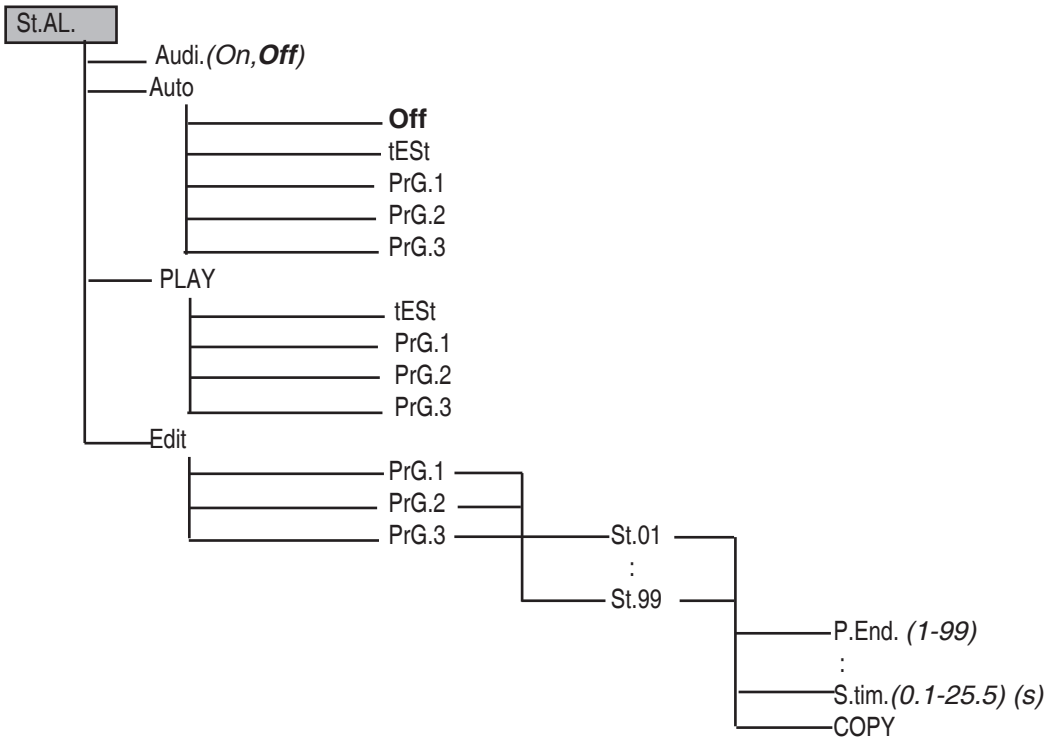 St.AL.
Audi.(On,Off)
Auto
Off
tESt
PrG.1
PrG.2
PrG.3
PLAY
tESt
PrG.1
PrG.2
PrG.3
Edit
PrG.1
PrG.2
PrG.3
St.01
:
St.99
P.End. (1-99)
:
S.tim.(0.1-25.5) (s)
COPY